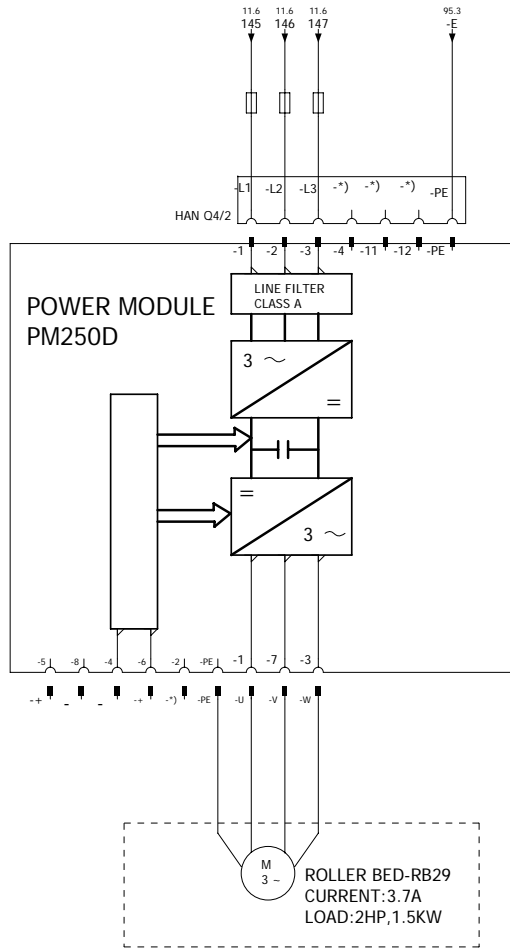 11.6 11.6 11.6 95.3
145 146 147 -E
-L1 -L2 -L3 -*) -*) -*) -PE
HAN Q4/2
-1 -2 -3 -4 -11 -12 -PE
LINE FILTER
CLASS A
POWER MODULE
PM250D
3 ~
=
=
3 ~
-5 -8 -4 -6 -2 -PE -1 -7 -3
-+ - - -+ -*) -PE -U -V -W
M
3 ~
ROLLER BED-RB29
CURRENT:3.7A
LOAD:2HP,1.5KW